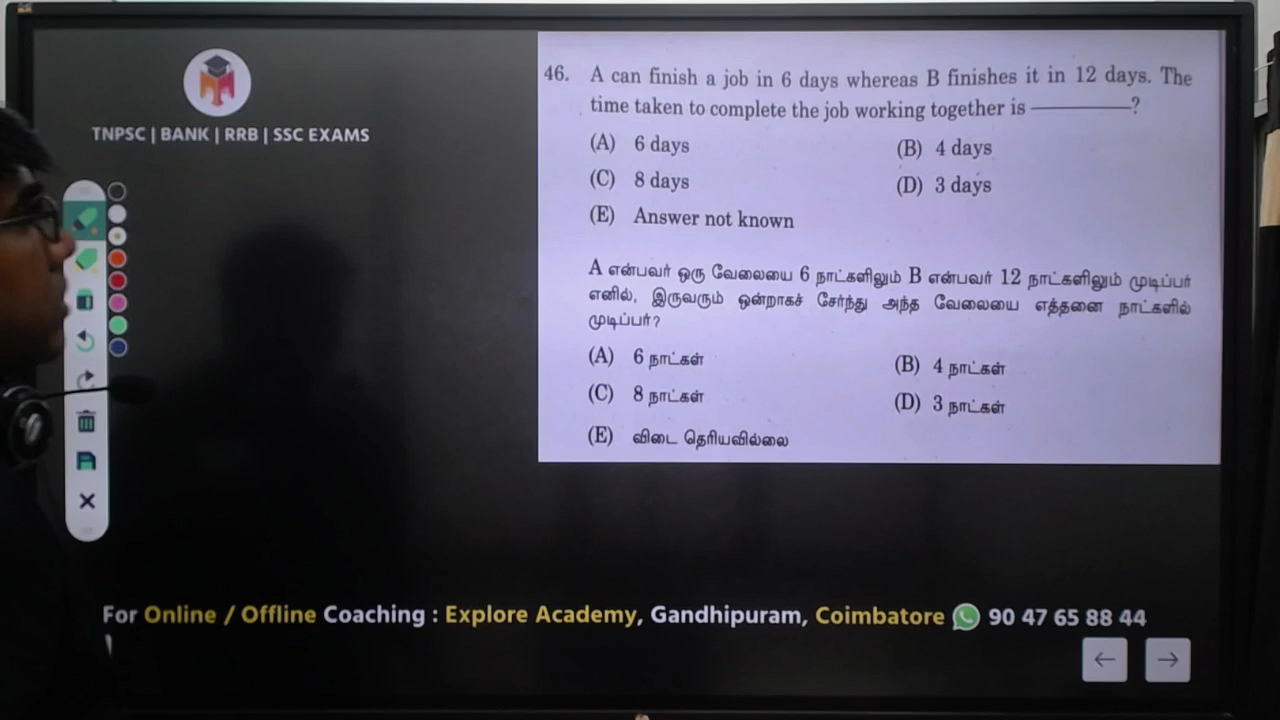 TNPSC | BANK | RRB | SSC EXAMS
46. A can finish a job in 6 days whereas B finishes it in 12 days. The
time taken to complete the job working together is ————?
(A) 6 days (B) 4 days
(C) 8 days (D) 3 days
(E) Answer not known
A என்பவர் ஒரு வேலையை 6 நாட்களிலும் B என்பவர் 12 நாட்களிலும் முடிப்பர்
எனில், இருவரும் ஒன்றாகச் சேர்ந்து அந்த வேலையை எத்தனை நாட்களில்
முடிப்பர்?
(A) 6 நாட்கள் (B) 4 நாட்கள்
(C) 8 நாட்கள் (D) 3 நாட்கள்
(E) விடை தெரியவில்லை
For Online / Offline Coaching : Explore Academy, Gandhipuram, Coimbatore 90 47 65 88 44